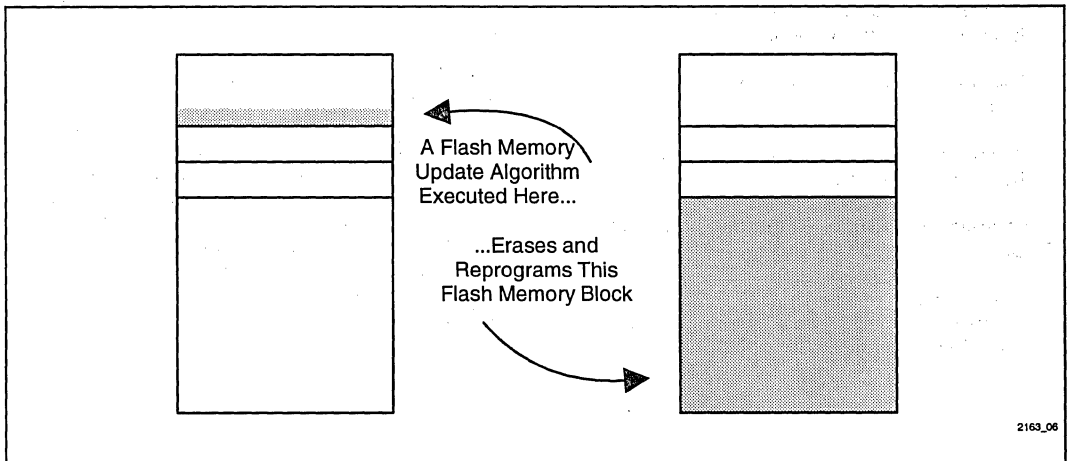 A Flash Memory
Update Algorithm
Executed Here...
...Erases and
Reprograms This
Flash Memory Block
2163_06